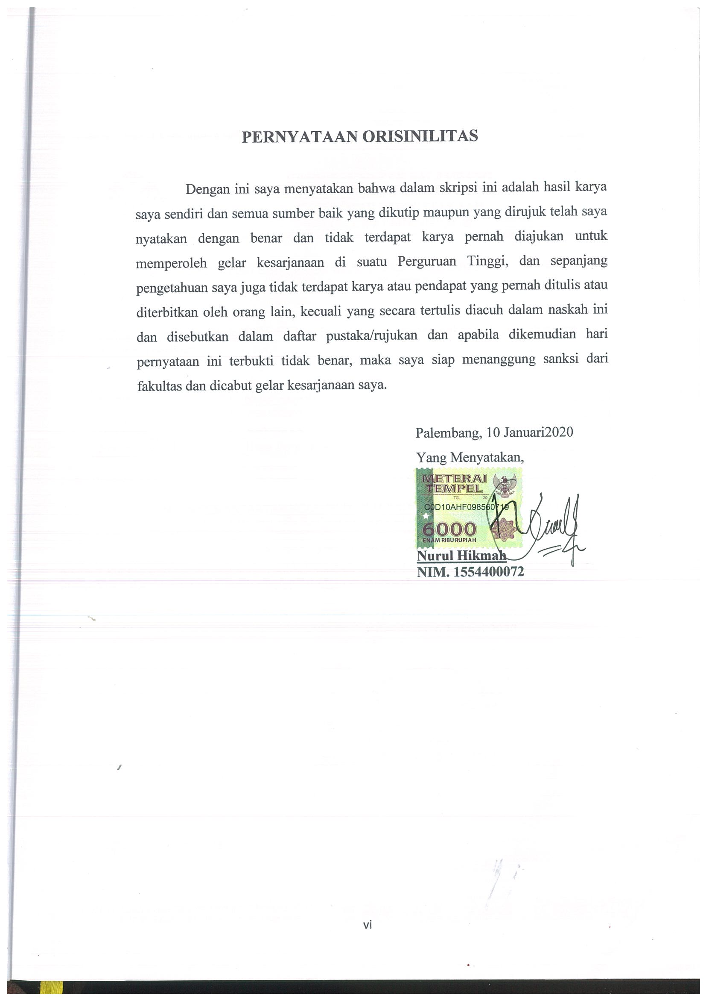 PERNYATAAN ORISINILITAS
Dengan ini saya menyatakan bahwa dalam skripsi ini adalah hasil karya
saya sendiri dan semua sumber baik yang dikutip maupun yang dirujuk telah saya
nyatakan dengan benar dan tidak terdapat karya pernah diajukan untuk
memperoleh gelar kesarjanaan di suatu Perguruan Tinggi, dan sepanjang
pengetahuan saya juga tidak terdapat karya atau pendapat yang pernah ditulis atau
diterbitkan oleh orang lain, kecuali yang secara tertulis diacuh dalam naskah ini
dan disebutkan dalam daftar pustaka/rujukan dan apabila dikemudian hari
pernyataan ini terbukti tidak benar, maka saya siap menanggung sanksi dari
fakultas dan dicabut gelar kesarjanaan saya.
Palembang, 10 Januari2020
Yang Menyatakan,
METERAI
TEMPEL
TGL. 20
C0D10AHF098560719
6000
ENAM RIBU RUPIAH
Nurul Hikmah
NIM. 1554400072
vi